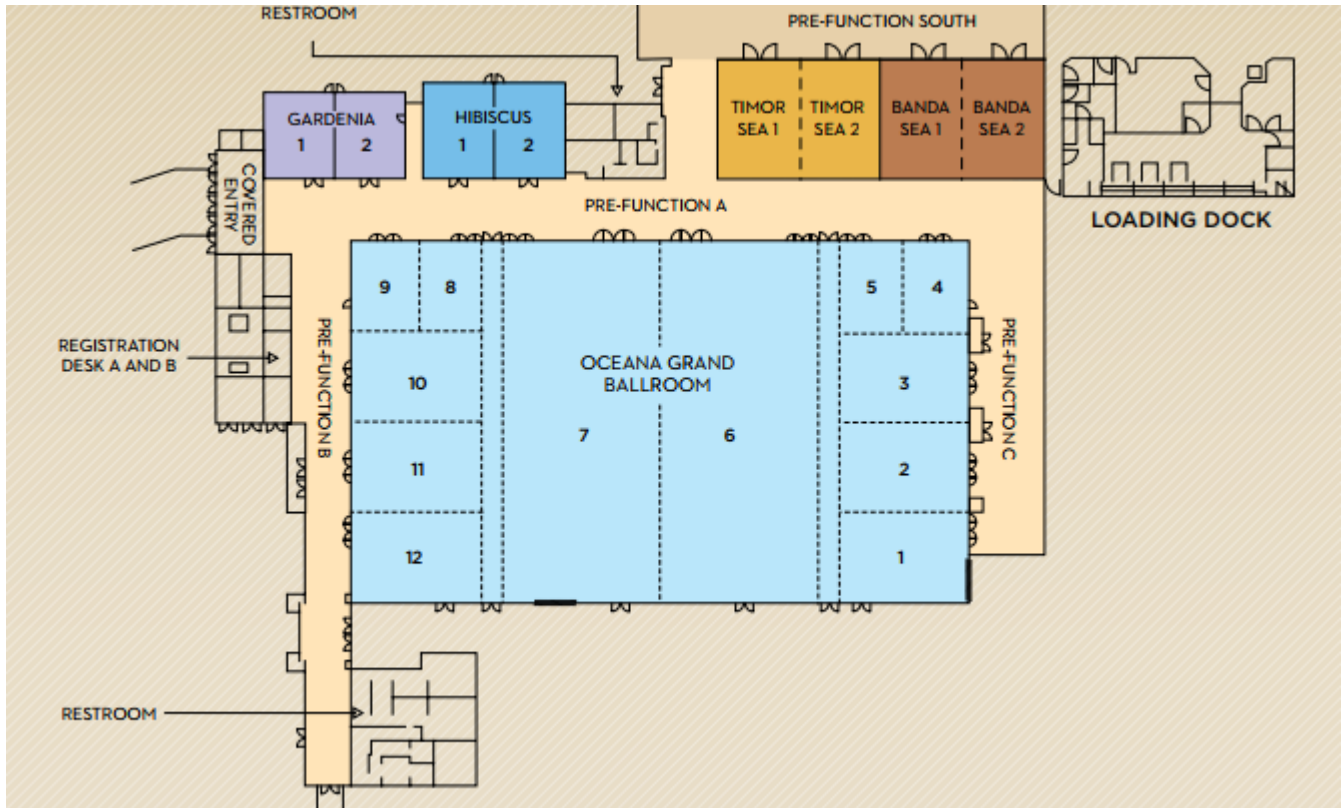 RESTROOM
PRE-FUNCTION SOUTH
GARDENIA
1
2
HIBISCUS
1
2
TIMOR
SEA 1
TIMOR
SEA 2
BANDA
SEA 1
BANDA
SEA 2
COVERED
ENTRY
PRE-FUNCTION A
LOADING DOCK
9
8
5
4
REGISTRATION
DESK A AND B
PRE-FUNCTION B
OCEANA GRAND
BALLROOM
PRE-FUNCTION C
10
3
7
6
11
2
12
1
RESTROOM